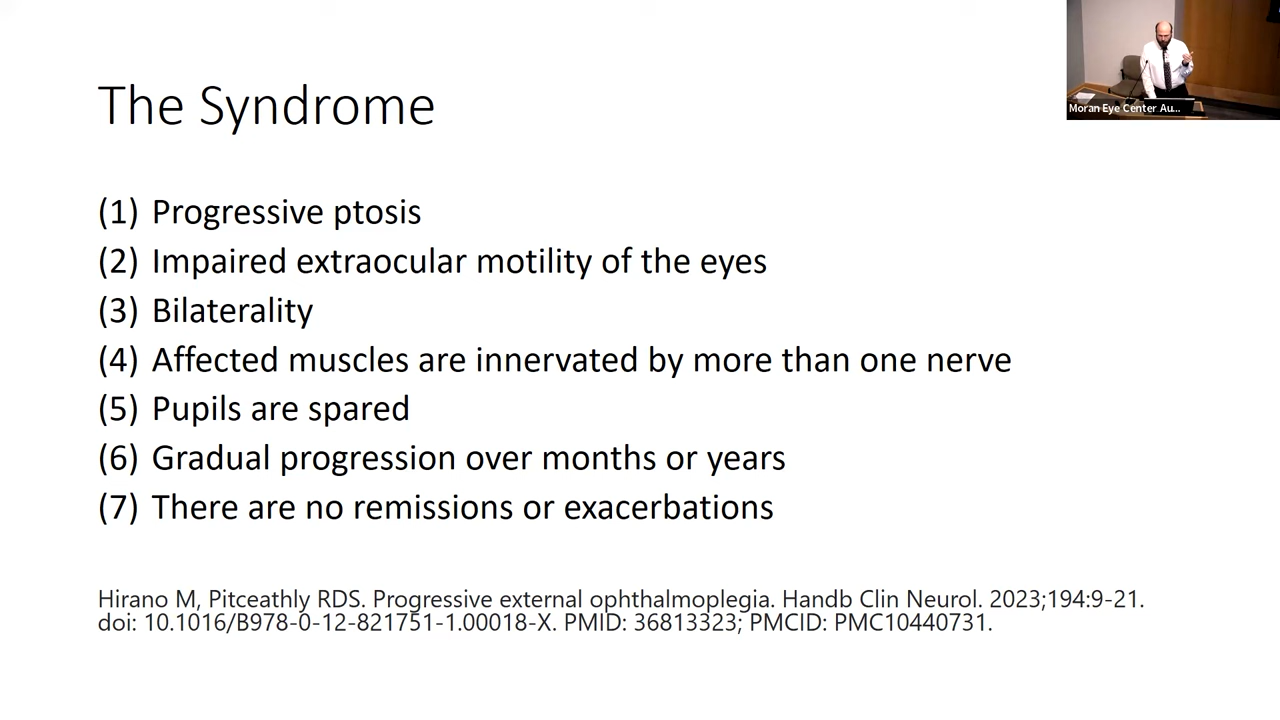 Moran Eye Center Au...
The Syndrome
(1) Progressive ptosis
(2) Impaired extraocular motility of the eyes
(3) Bilaterality
(4) Affected muscles are innervated by more than one nerve
(5) Pupils are spared
(6) Gradual progression over months or years
(7) There are no remissions or exacerbations
Hirano M, Pitceathly RDS. Progressive external ophthalmoplegia. Handb Clin Neurol. 2023;194:9-21.
doi: 10.1016/B978-0-12-821751-1.00018-X. PMID: 36813323; PMCID: PMC10440731.